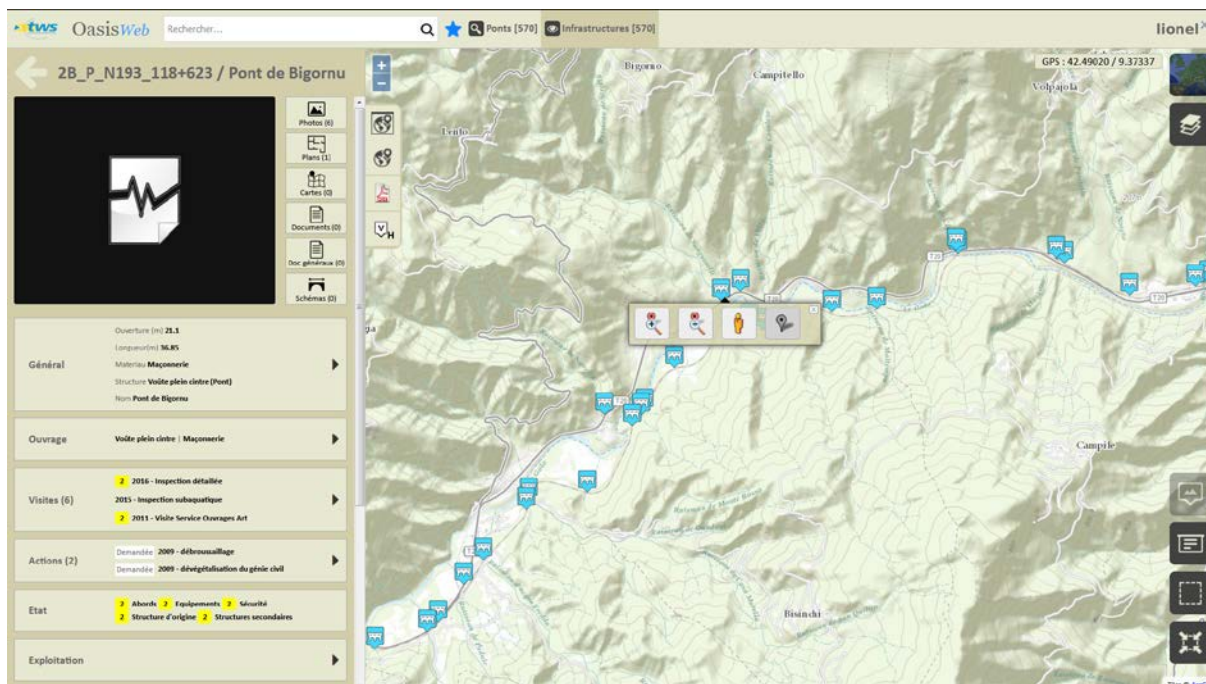 tws OasisWeb
Rechercher...
Ponts [570]
Infrastructures [570]
lionel
2B_P_N193_118+623 / Pont de Bigornu
Photos (6)
Plans (1)
Cartes (0)
Documents (0)
Doc généraux (0)
Schémas (0)
Général
Ouverture (m) 21.1
Longueur(m) 36.85
Materiau Maçonnerie
Structure Voûte plein cintre (Pont)
Nom Pont de Bigornu
Ouvrage
Voûte plein cintre | Maçonnerie
Visites (6)
2 2016 - Inspection détaillée
2015 - Inspection subaquatique
2 2011 - Visite Service Ouvrages Art
Actions (2)
Demandée 2009 - débroussaillage
Demandée 2009 - dévégétalisation du génie civil
Etat
2 Abords 2 Equipements 2 Sécurité
2 Structure d'origine 2 Structures secondaires
Exploitation
+
−
V
H
GPS : 42.49020 / 9.37337
Bigorno
Campitello
Volpajola
Lento
T20
T20
T20
T20
Campile
Bisinchi